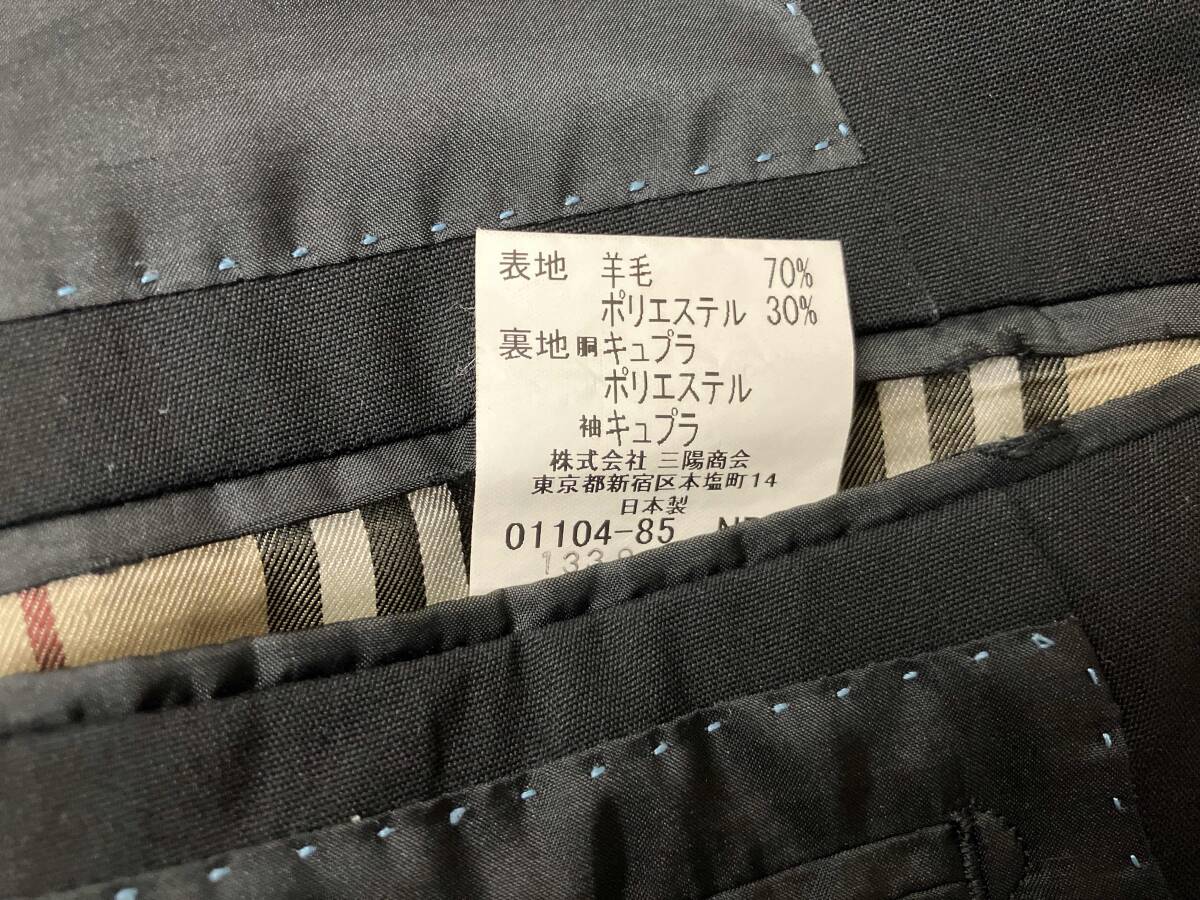 表地 羊毛 70%
ポリエステル 30%
裏地 胴 キュプラ
ポリエステル
袖 キュプラ
株式会社 三陽商会
東京都新宿区本塩町14
日本製
01104-85